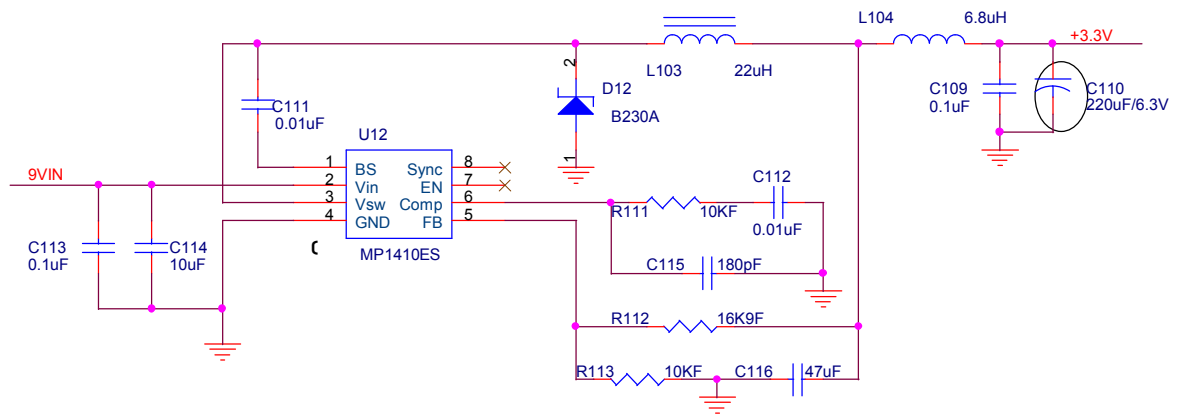 L104 6.8uH
+3.3V
L103 22uH
2
D12
B230A
1
C109
0.1uF
C110
220uF/6.3V
C111
0.01uF
U12
9VIN
1 BS Sync 8
2 Vin EN 7
3 Vsw Comp 6
4 GND FB 5
MP1410ES
C113
0.1uF
C114
10uF
R111 10KF
C112
0.01uF
C115 180pF
R112 16K9F
R113 10KF
C116 47uF